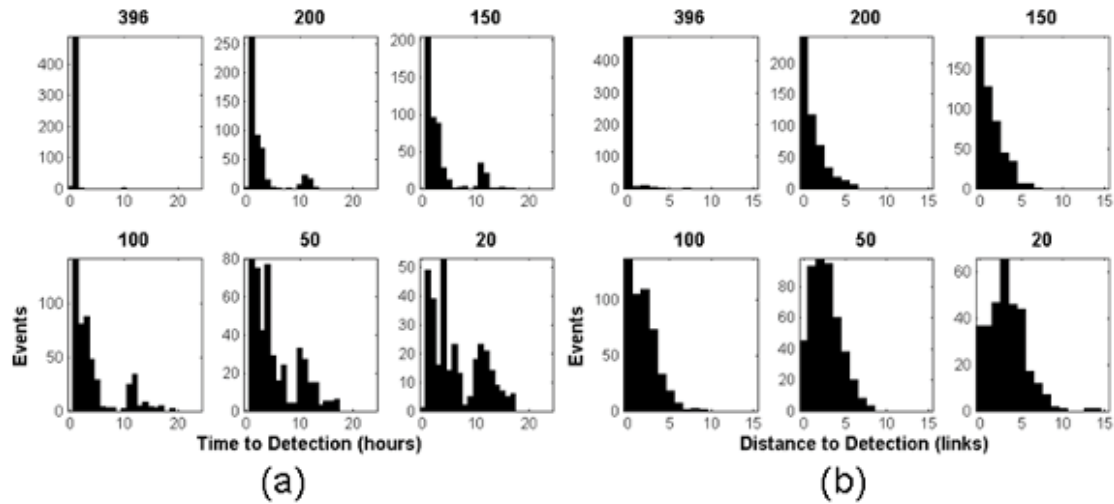 396 200 150 396 200 150
400 300 200 100 0
250 200 150 100 50 0
200 150 100 50 0
400 300 200 100 0
200 150 100 50 0
150 100 50 0
0 10 20 0 10 20 0 10 20 0 5 10 15 0 5 10 15 0 5 10 15
100 50 20 100 50 20
Events
100 50 0
80 60 40 20 0
50 40 30 20 10 0
Events
100 50 0
80 60 40 20 0
60 40 20 0
0 10 20 0 10 20 0 10 20 0 5 10 15 0 5 10 15 0 5 10 15
Time to Detection (hours) Distance to Detection (links)
(a) (b)